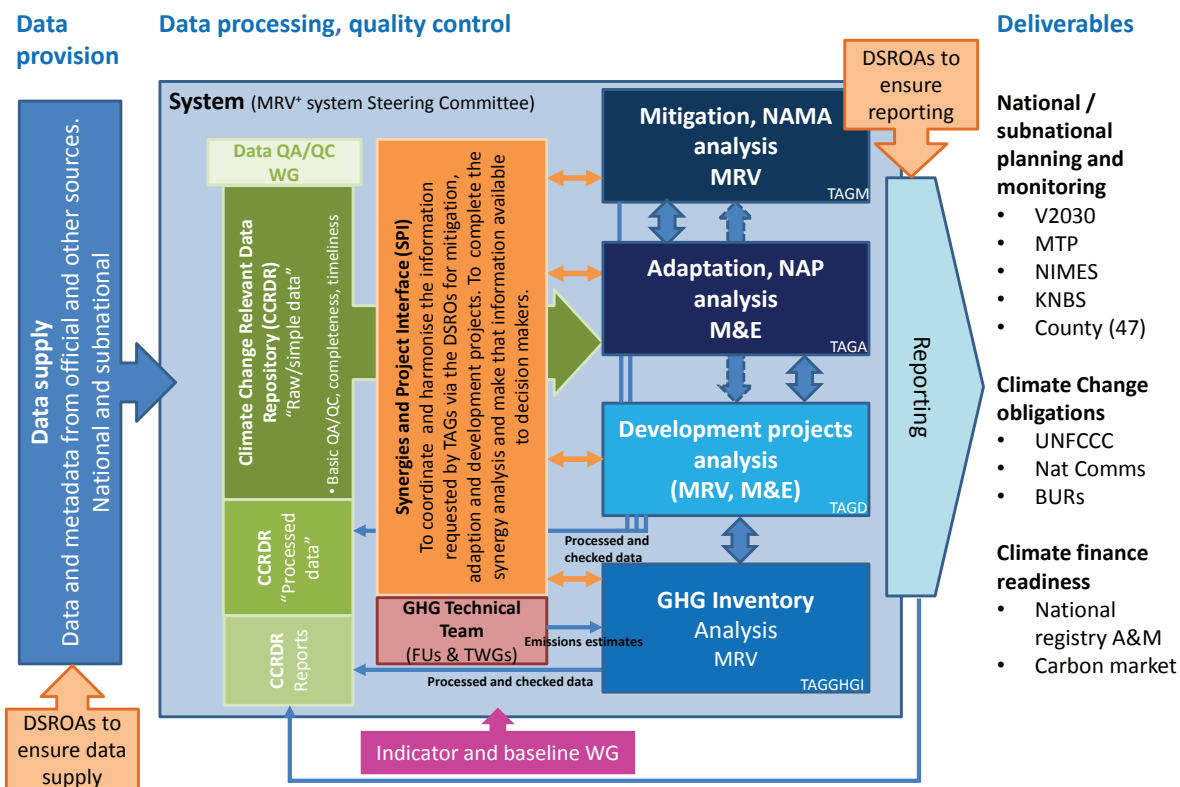 Data
provision
Data processing, quality control
Deliverables
Data supply
Data and metadata from official and other sources.
National and subnational
DSROAs to
ensure data
supply
System (MRV+ system Steering Committee)
Data QA/QC
WG
Climate Change Relevant Data
Repository (CCRDR)
“Raw/simple data”
• Basic QA/QC, completeness, timeliness
CCRDR
“Processed
data”
CCRDR
Reports
Synergies and Project Interface (SPI)
To coordinate and harmonise the information
requested by TAGs via the DSROs for mitigation,
adaption and development projects. To complete the
synergy analysis and make that information available
to decision makers.
GHG Technical
Team
(FUs & TWGs)
Mitigation, NAMA
analysis
MRV
TAGM
Adaptation, NAP
analysis
M&E
TAGA
Development projects
analysis
(MRV, M&E)
TAGD
Processed and
checked data
GHG Inventory
Analysis
MRV
TAGGHGI
Emissions estimates
Processed and checked data
Indicator and baseline WG
DSROAs to
ensure
reporting
Reporting
National /
subnational
planning and
monitoring
• V2030
• MTP
• NIMES
• KNBS
• County (47)
Climate Change
obligations
• UNFCCC
• Nat Comms
• BURs
Climate finance
readiness
• National
registry A&M
• Carbon market